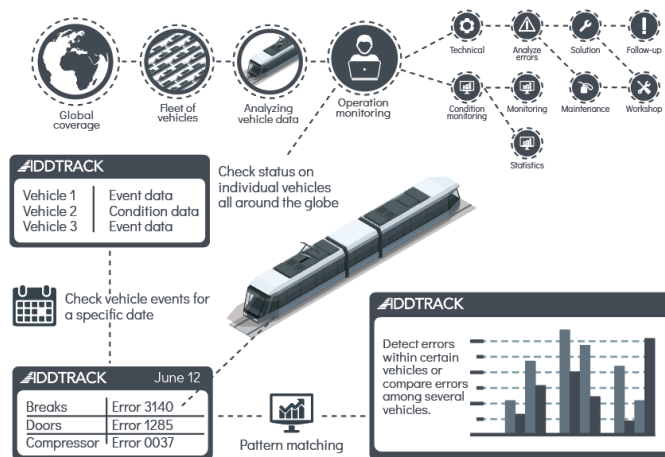 Global
coverage
Fleet of
vehicles
Analyzing
vehicle data
Operation
monitoring
Technical
Analyze
errors
Solution
Follow-up
Condition
monitoring
Monitoring
Maintenance
Workshop
Statistics
IDDTRACK
Vehicle 1 Event data
Vehicle 2 Condition data
Vehicle 3 Event data
Check status on
individual vehicles
all around the globe
Check vehicle events for
a specific date
IDDTRACK June 12
Breaks Error 3140
Doors Error 1285
Compressor Error 0037
Pattern matching
IDDTRACK
Detect errors
within certain
vehicles or
compare errors
among several
vehicles.